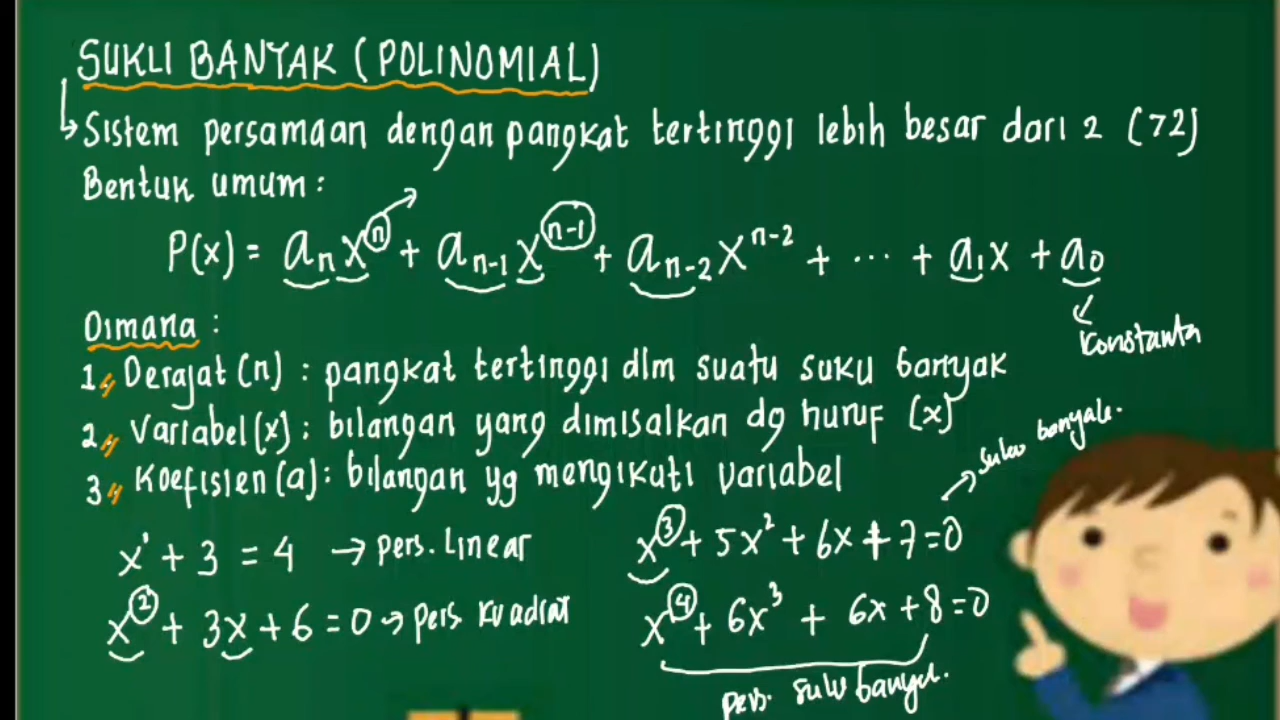 SUKU BANYAK (POLINOMIAL)
↳ Sistem persamaan dengan pangkat tertinggi lebih besar dari 2 (>2)
Bentuk umum:
P(x) = aₙxⁿ + aₙ₋₁xⁿ⁻¹ + aₙ₋₂xⁿ⁻² + ... + a₁x + a₀
Konstanta
Dimana :
1. Derajat (n) : pangkat tertinggi dlm suatu suku banyak
2. Variabel (x) : bilangan yang dimisalkan dg huruf (x)
3. Koefisien (a) : bilangan yg mengikuti variabel
→ suku banyak.
x¹ + 3 = 4 → pers. Linear
x² + 3x + 6 = 0 → pers. kuadrat
x³ + 5x² + 6x + 7 = 0
x⁴ + 6x³ + 6x + 8 = 0
pers. suku banyak.